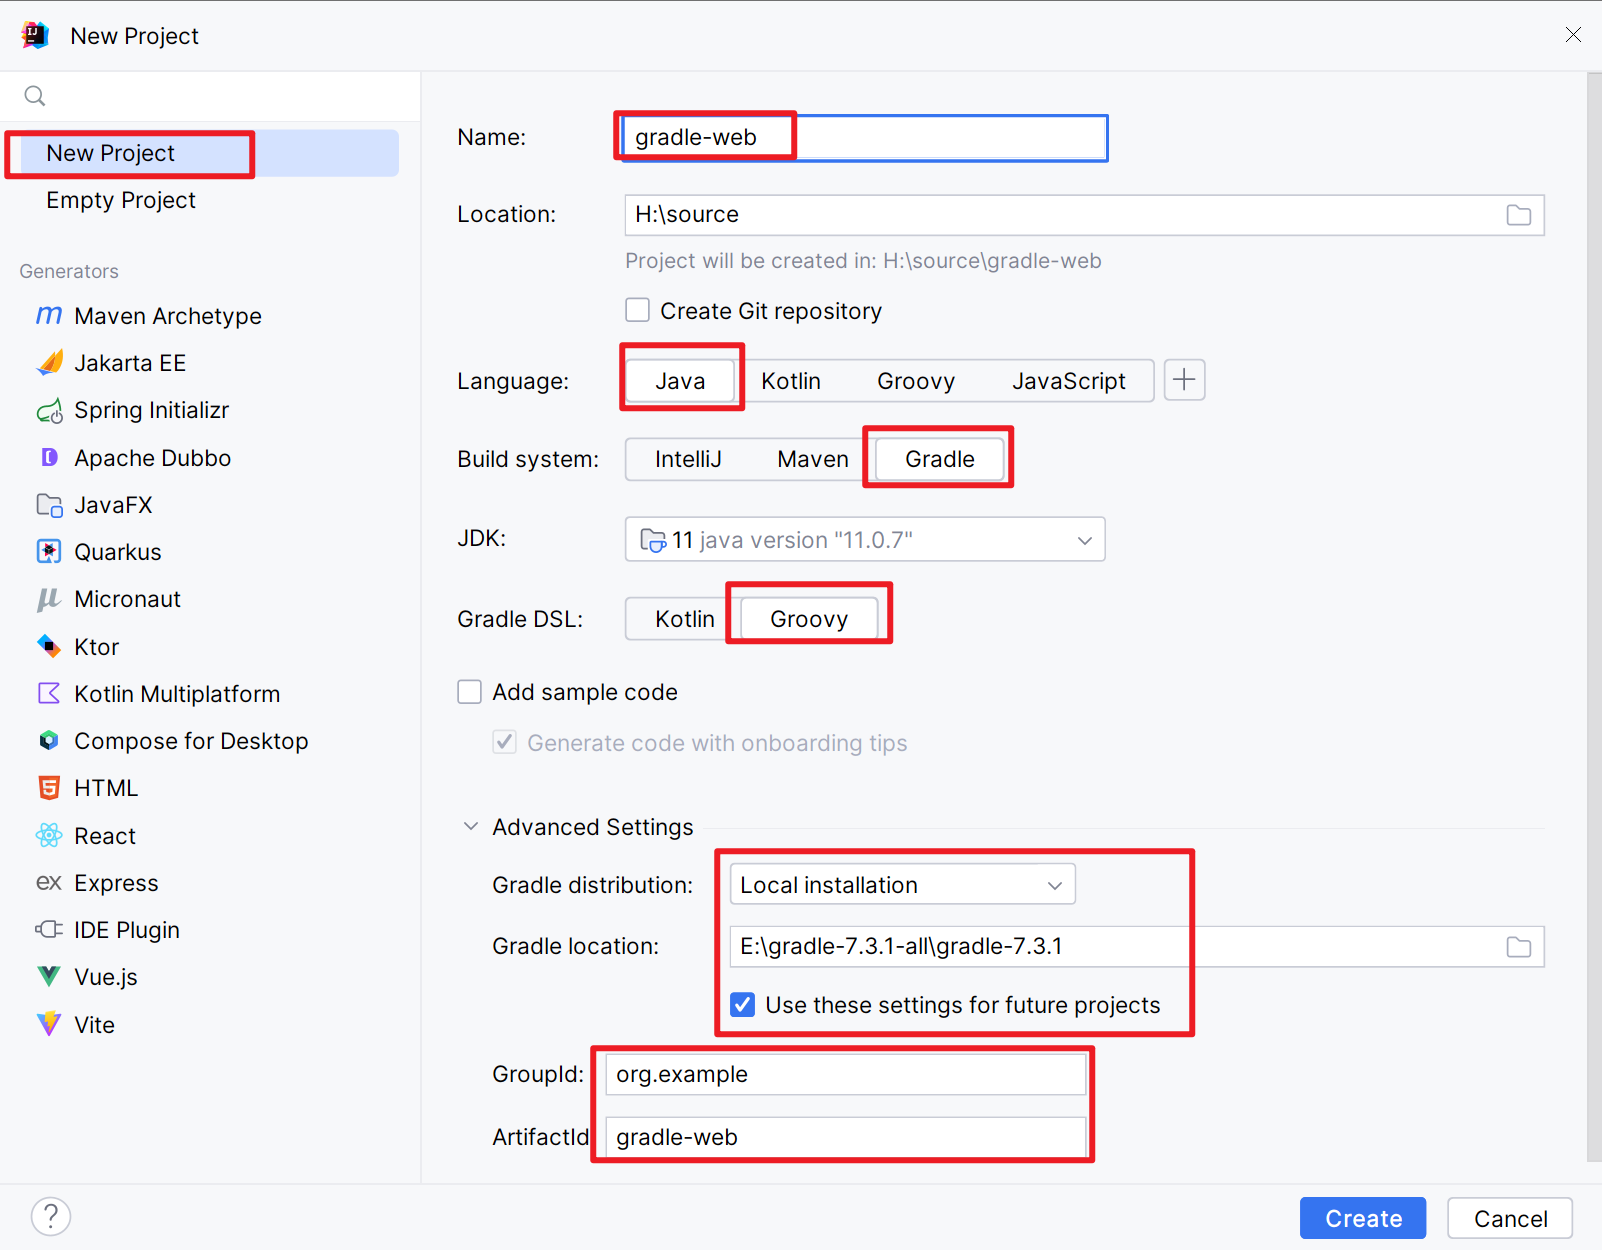 New Project
New Project
Empty Project
Generators
Maven Archetype
Jakarta EE
Spring Initializr
Apache Dubbo
JavaFX
Quarkus
Micronaut
Ktor
Kotlin Multiplatform
Compose for Desktop
HTML
React
ex Express
IDE Plugin
Vue.js
Vite
Name: gradle-web
Location: H:\source
Project will be created in: H:\source\gradle-web
Create Git repository
Language: Java Kotlin Groovy JavaScript
Build system: IntelliJ Maven Gradle
JDK: 11 java version "11.0.7"
Gradle DSL: Kotlin Groovy
Add sample code
Generate code with onboarding tips
Advanced Settings
Gradle distribution: Local installation
Gradle location: E:\gradle-7.3.1-all\gradle-7.3.1
Use these settings for future projects
GroupId: org.example
ArtifactId gradle-web
? Create Cancel